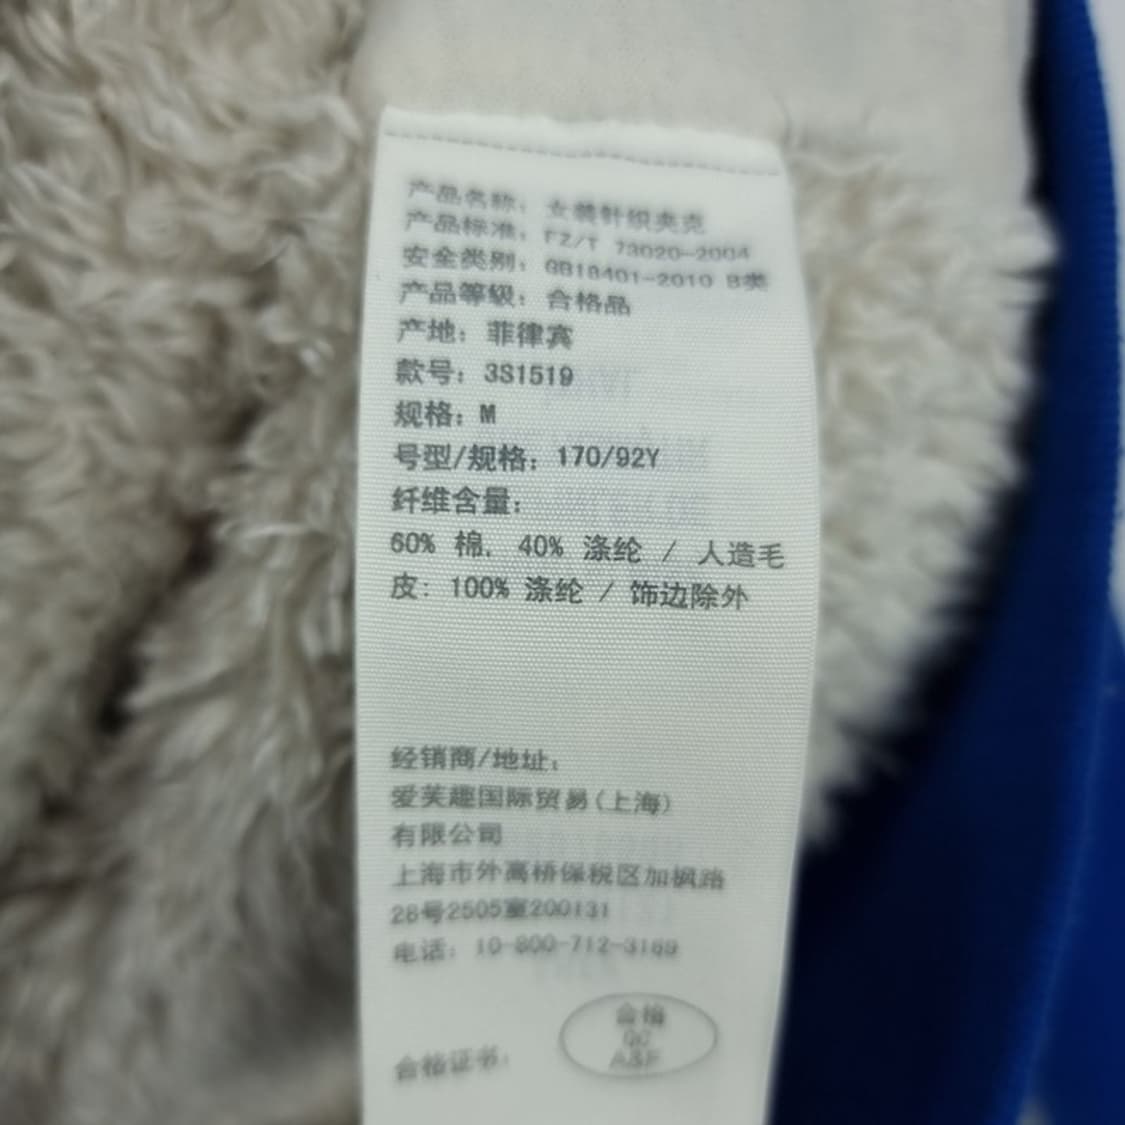 产品名称: 女装针织夹克
产品标准: FZ/T 73020-2004
安全类别: GB18401-2010 B类
产品等级: 合格品
产地: 菲律宾
款号: 3S1519
规格: M
号型/规格: 170/92Y
纤维含量:
60% 棉, 40% 涤纶 / 人造毛
皮: 100% 涤纶 / 饰边除外
经销商/地址:
爱芙趣国际贸易(上海)
有限公司
上海市外高桥保税区加枫路
28号2505室200131
电话: 10-800-712-3169
合格
QC
A&F
合格证书: